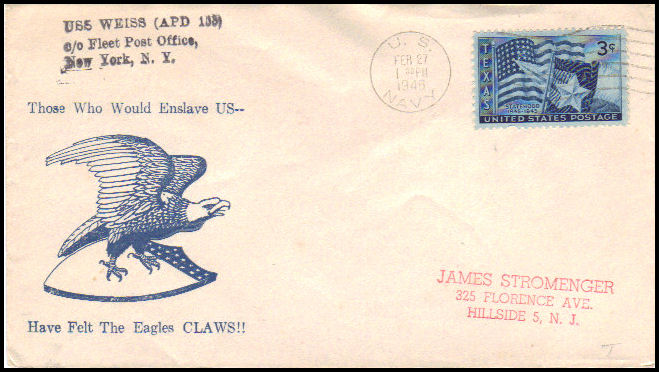 USS WEISS (APD 135)
c/o Fleet Post Office,
New York, N. Y.
U. S.
FEB 27
1 PM
1946
NAVY
TEXAS
3¢
STATEHOOD
1845-1945
UNITED STATES POSTAGE
Those Who Would Enslave US--
Have Felt The Eagles CLAWS!!
JAMES STROMENGER
325 FLORENCE AVE.
HILLSIDE 5, N. J.